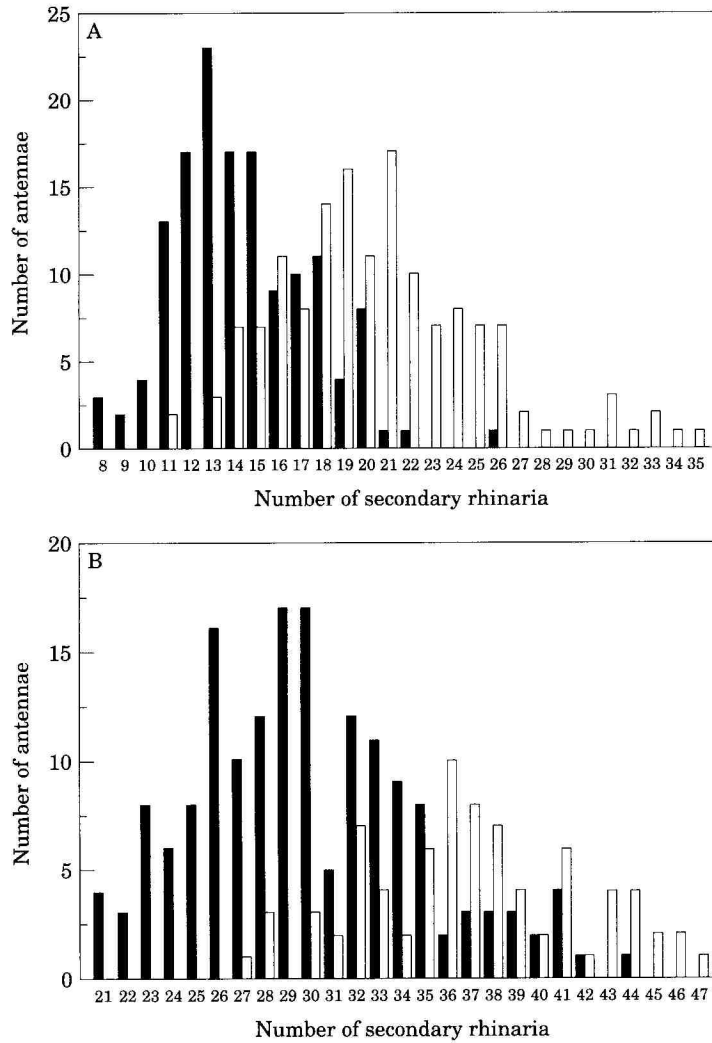 A
Number of antennae
25
20
15
10
5
0
8 9 10 11 12 13 14 15 16 17 18 19 20 21 22 23 24 25 26 27 28 29 30 31 32 33 34 35
Number of secondary rhinaria
B
Number of antennae
20
15
10
5
0
21 22 23 24 25 26 27 28 29 30 31 32 33 34 35 36 37 38 39 40 41 42 43 44 45 46 47
Number of secondary rhinaria